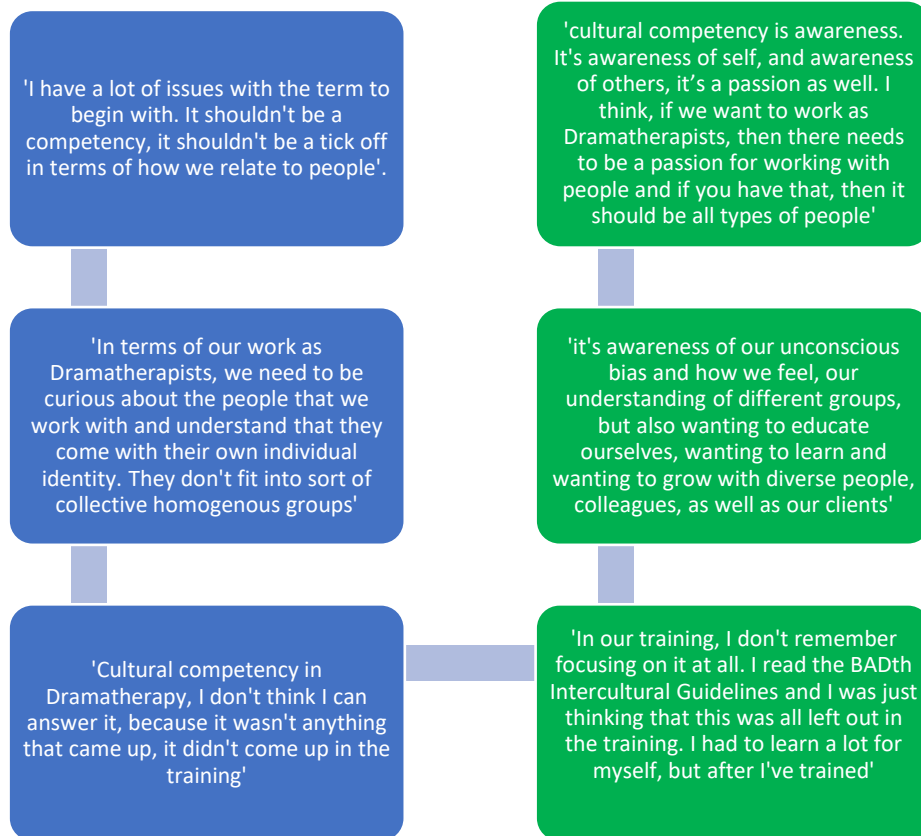 'I have a lot of issues with the term to
begin with. It shouldn't be a
competency, it shouldn't be a tick off
in terms of how we relate to people'.
'In terms of our work as
Dramatherapists, we need to be
curious about the people that we
work with and understand that they
come with their own individual
identity. They don't fit into sort of
collective homogenous groups'
'Cultural competency in
Dramatherapy, I don't think I can
answer it, because it wasn't anything
that came up, it didn't come up in the
training'
'In our training, I don't remember
focusing on it at all. I read the BADth
Intercultural Guidelines and I was just
thinking that this was all left out in
the training. I had to learn a lot for
myself, but after I've trained'
'it's awareness of our unconscious
bias and how we feel, our
understanding of different groups,
but also wanting to educate
ourselves, wanting to learn and
wanting to grow with diverse people,
colleagues, as well as our clients'
'cultural competency is awareness.
It's awareness of self, and awareness
of others, it’s a passion as well. I
think, if we want to work as
Dramatherapists, then there needs
to be a passion for working with
people and if you have that, then it
should be all types of people'